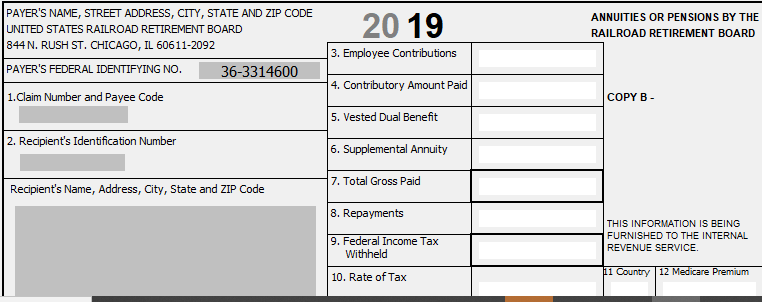 PAYER'S NAME, STREET ADDRESS, CITY, STATE AND ZIP CODE
UNITED STATES RAILROAD RETIREMENT BOARD
844 N. RUSH ST. CHICAGO, IL 60611-2092
PAYER'S FEDERAL IDENTIFYING NO. 36-3314600
1.Claim Number and Payee Code
2. Recipient's Identification Number
Recipient's Name, Address, City, State and ZIP Code
2019
3. Employee Contributions
4. Contributory Amount Paid
5. Vested Dual Benefit
6. Supplemental Annuity
7. Total Gross Paid
8. Repayments
9. Federal Income Tax
Withheld
10. Rate of Tax
ANNUITIES OR PENSIONS BY THE
RAILROAD RETIREMENT BOARD
COPY B -
THIS INFORMATION IS BEING
FURNISHED TO THE INTERNAL
REVENUE SERVICE.
11 Country
12 Medicare Premium